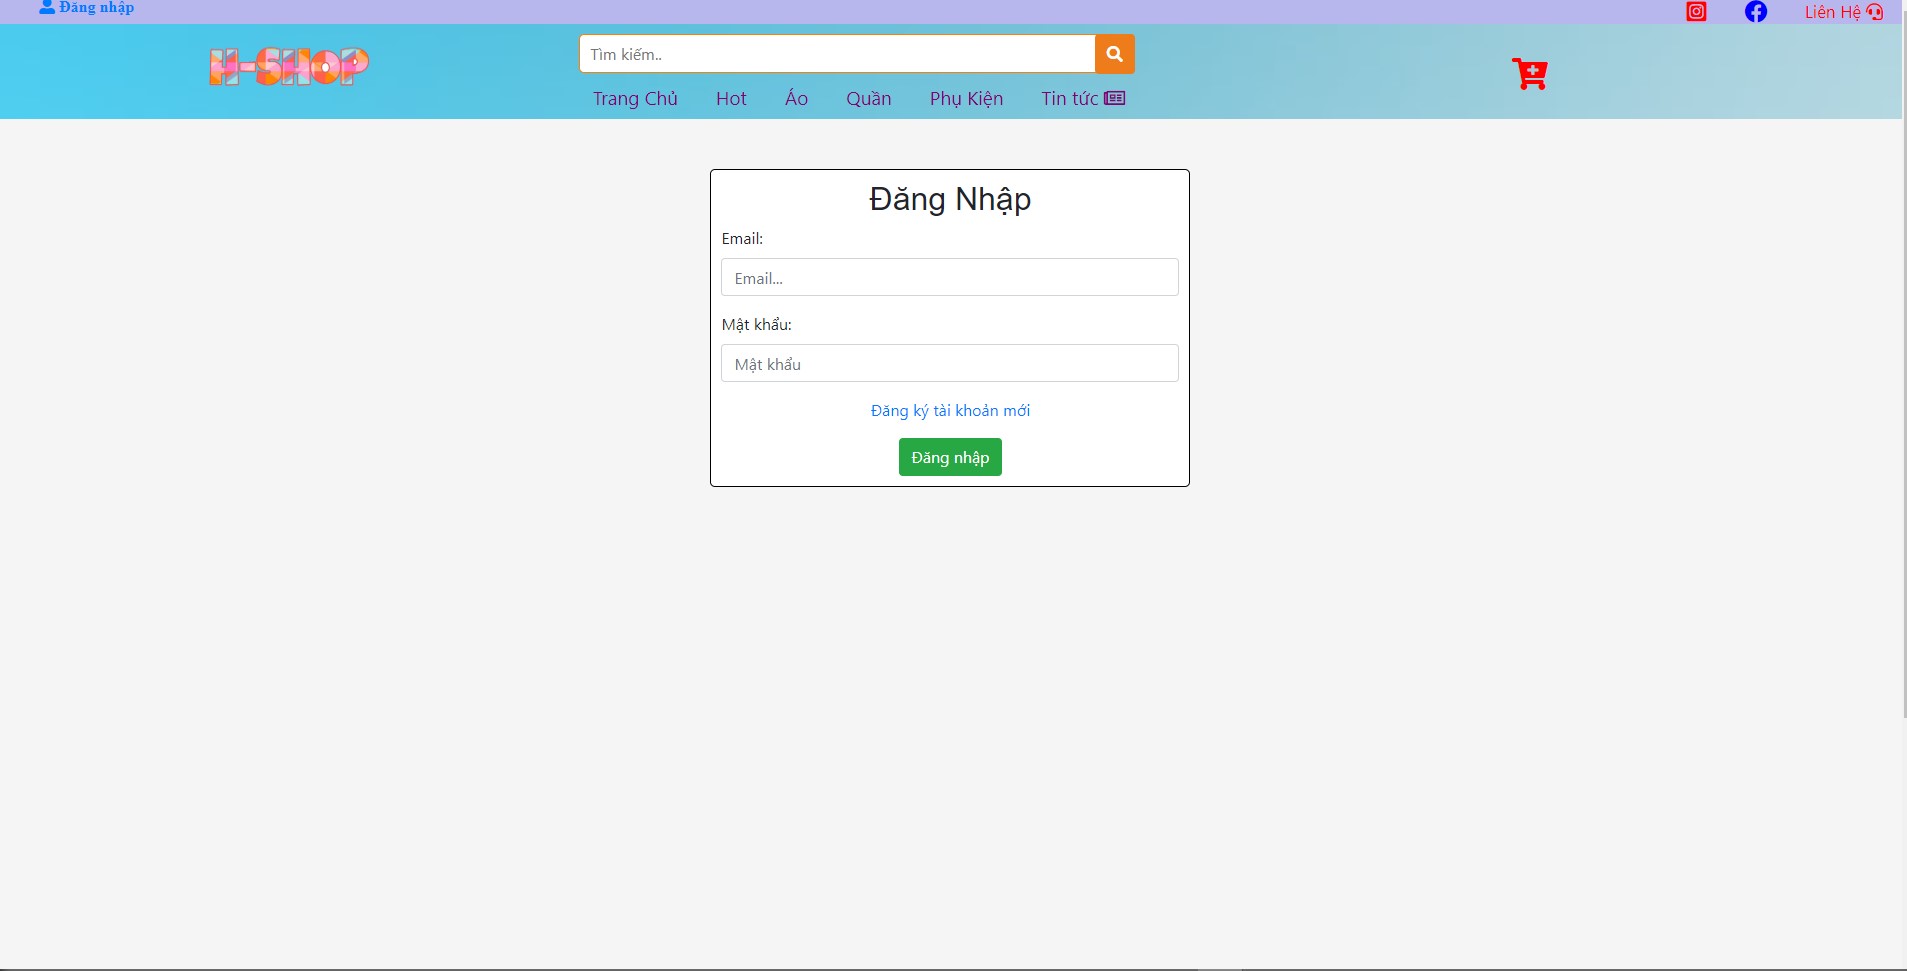 Đăng nhập
Liên Hệ
H-SHOP
Tìm kiếm..
Trang Chủ Hot Áo Quần Phụ Kiện Tin tức
Đăng Nhập
Email:
Email...
Mật khẩu:
Mật khẩu
Đăng ký tài khoản mới
Đăng nhập